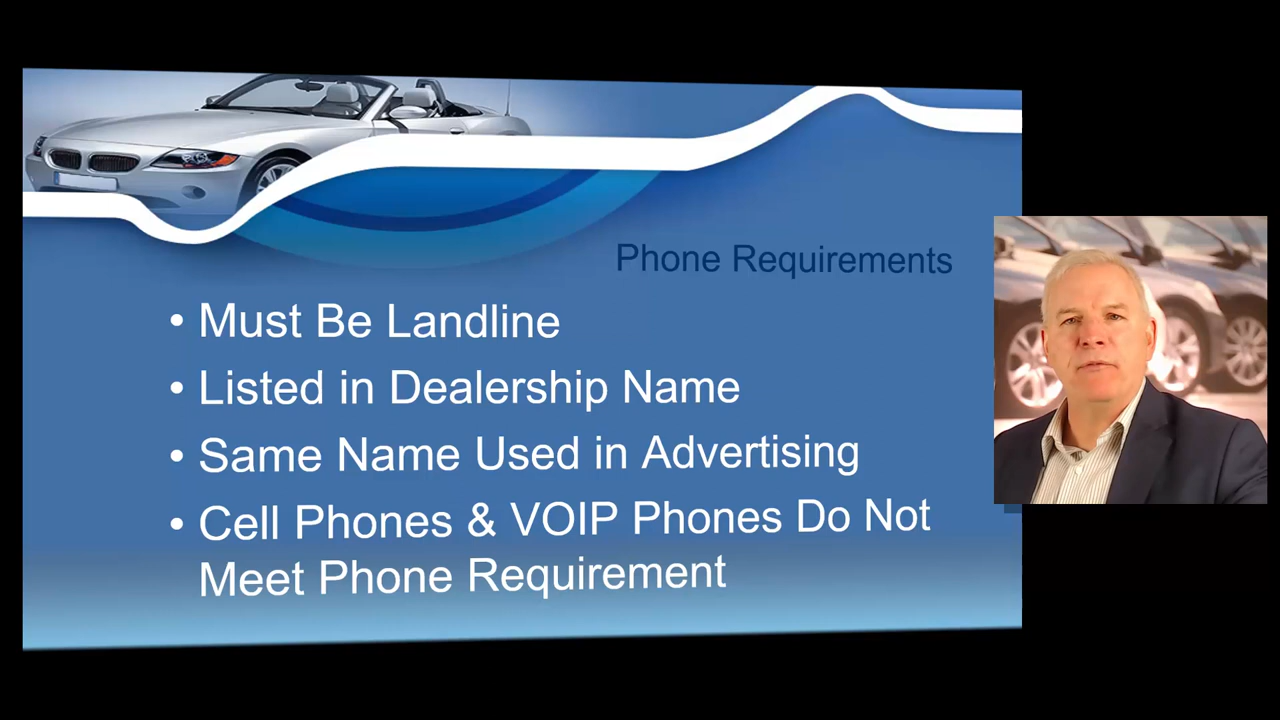 Phone Requirements
• Must Be Landline
• Listed in Dealership Name
• Same Name Used in Advertising
• Cell Phones & VOIP Phones Do Not
Meet Phone Requirement